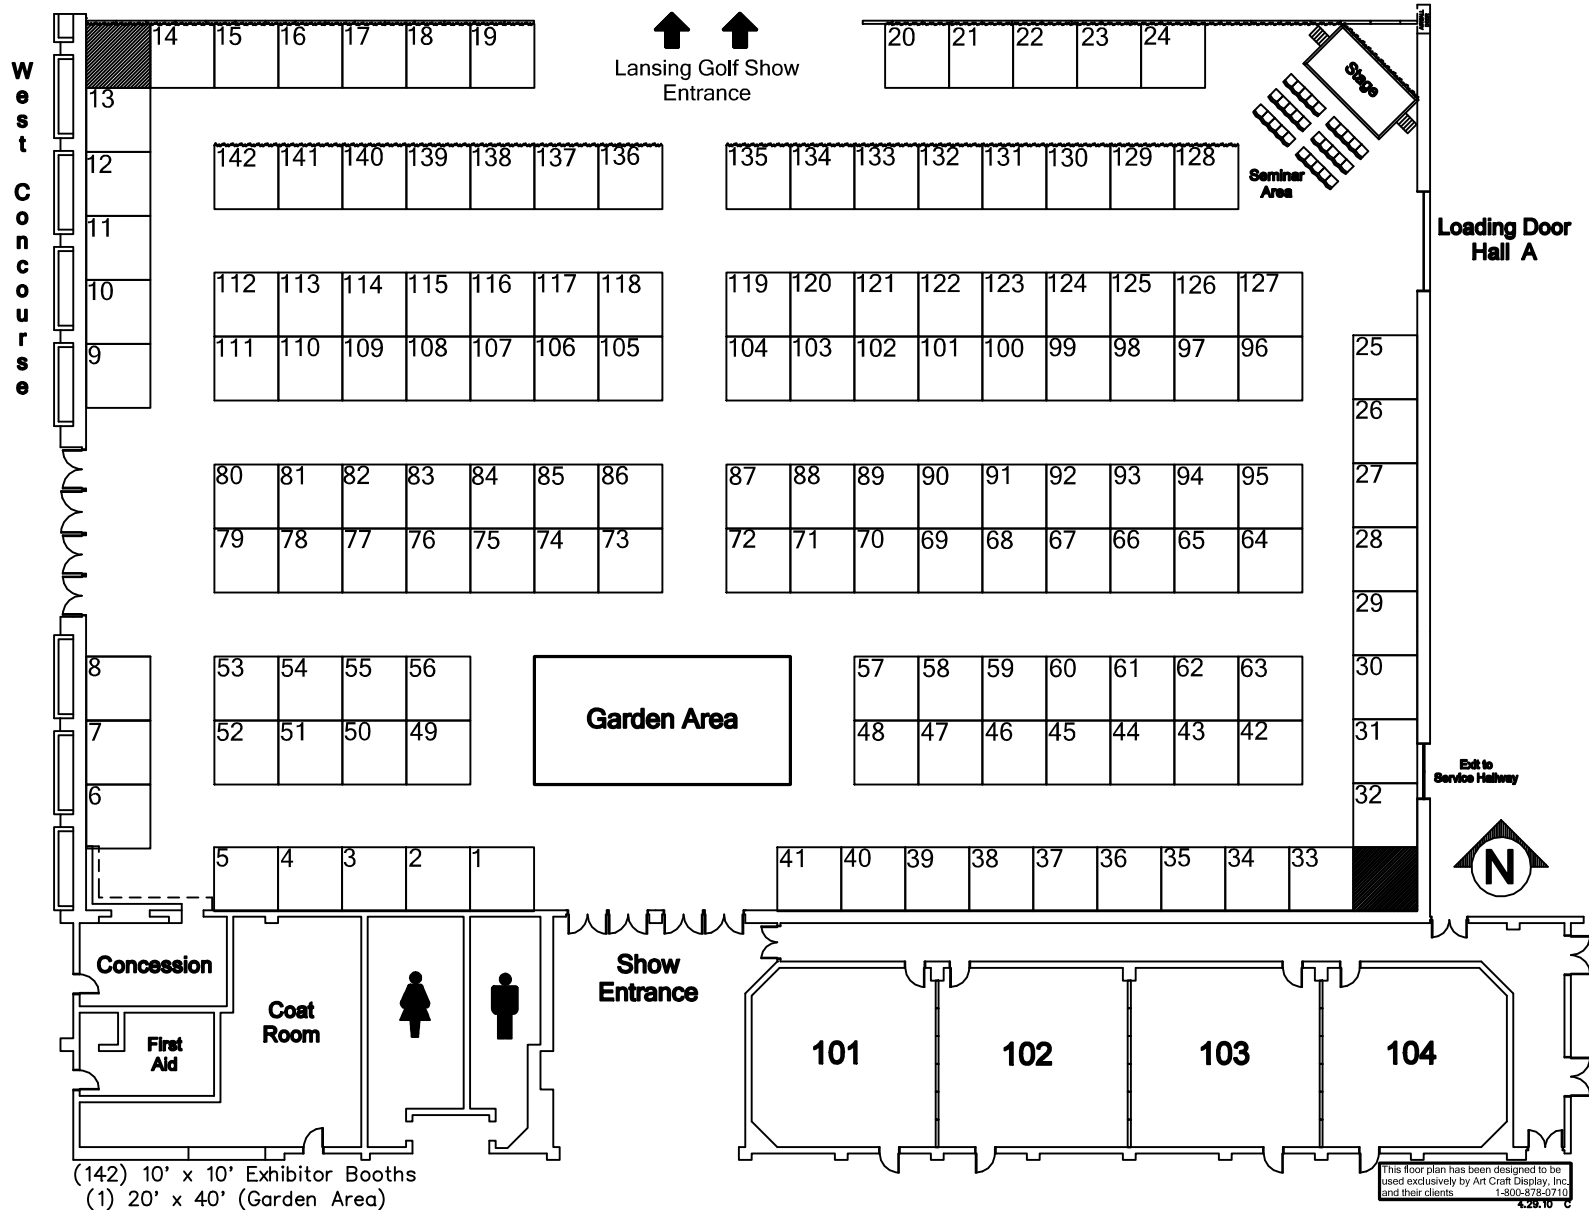 14 15 16 17 18 19
Lansing Golf Show
Entrance
20 21 22 23 24
Stage
Seminar
Area
West Concourse
13
12
11
10
9
142 141 140 139 138 137 136
135 134 133 132 131 130 129 128
Loading Door
Hall A
112 113 114 115 116 117 118
119 120 121 122 123 124 125 126 127
111 110 109 108 107 106 105
104 103 102 101 100 99 98 97 96
25
26
27
28
29
30
31
32
80 81 82 83 84 85 86
87 88 89 90 91 92 93 94 95
79 78 77 76 75 74 73
72 71 70 69 68 67 66 65 64
8
7
6
53 54 55 56
52 51 50 49
Garden Area
57 58 59 60 61 62 63
48 47 46 45 44 43 42
Exit to
Service Hallway
N
5 4 3 2 1
41 40 39 38 37 36 35 34 33
Concession
First
Aid
Coat
Room
Show
Entrance
101
102
103
104
(142) 10' x 10' Exhibitor Booths
(1) 20' x 40' (Garden Area)
This floor plan has been designed to be
used exclusively by Art Craft Display, Inc.
and their clients 1-800-878-0710
4.29.10 C